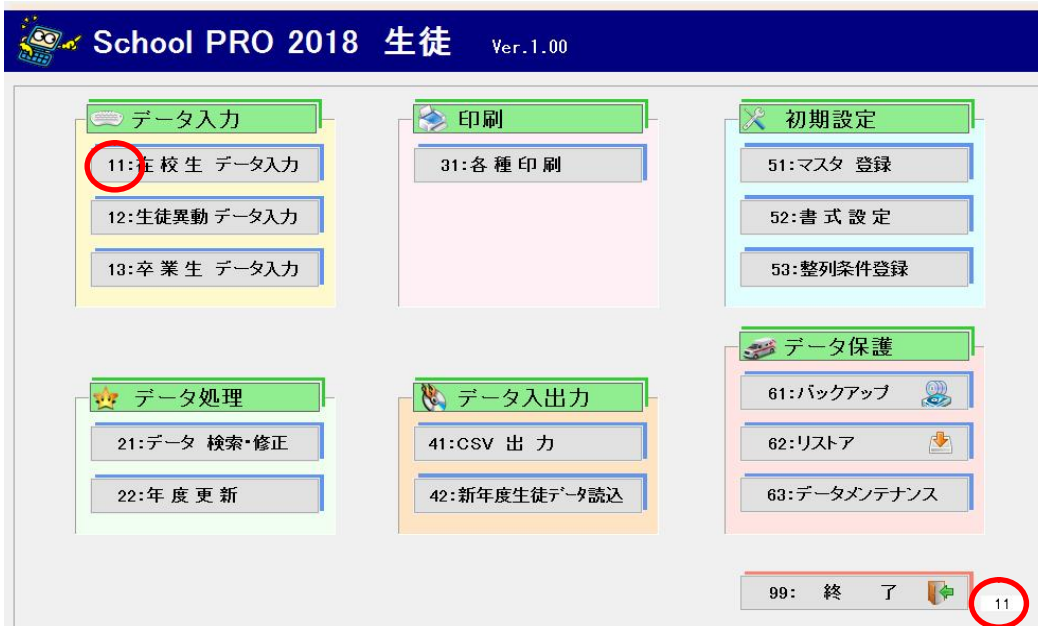 School PRO 2018 生徒 Ver.1.00
データ入力
11:在校生 データ入力
12:生徒異動 データ入力
13:卒業生 データ入力
印刷
31:各種印刷
初期設定
51:マスタ 登録
52:書式設定
53:整列条件登録
データ処理
21:データ 検索・修正
22:年度更新
データ入出力
41:CSV 出力
42:新年度生徒データ読込
データ保護
61:バックアップ
62:リストア
63:データメンテナンス
99: 終 了
11